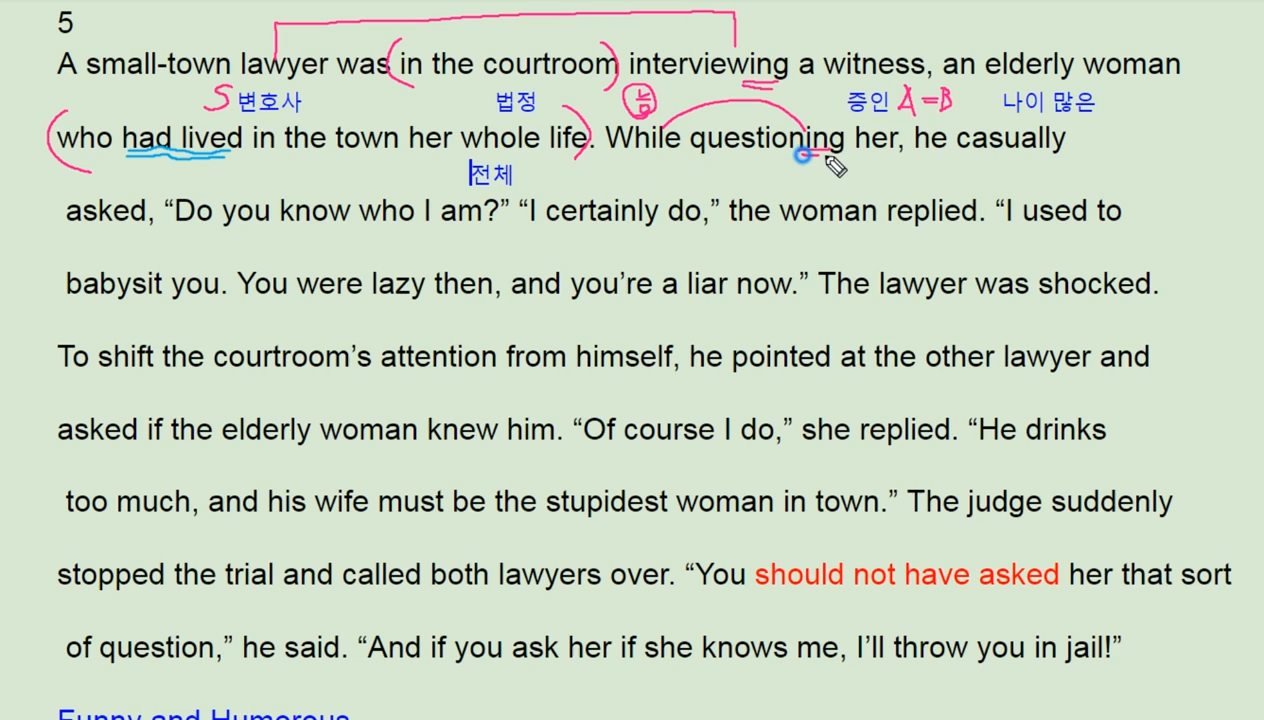 5
A small-town lawyer was ( in the courtroom ) interviewing a witness, an elderly woman
S 변호사 법정 능 증인 A = B 나이 많은
( who had lived in the town her whole life ). While questioning her, he casually
전체
asked, “Do you know who I am?” “I certainly do,” the woman replied. “I used to
babysit you. You were lazy then, and you’re a liar now.” The lawyer was shocked.
To shift the courtroom’s attention from himself, he pointed at the other lawyer and
asked if the elderly woman knew him. “Of course I do,” she replied. “He drinks
too much, and his wife must be the stupidest woman in town.” The judge suddenly
stopped the trial and called both lawyers over. “You should not have asked her that sort
of question,” he said. “And if you ask her if she knows me, I’ll throw you in jail!”
Funny and Humorous